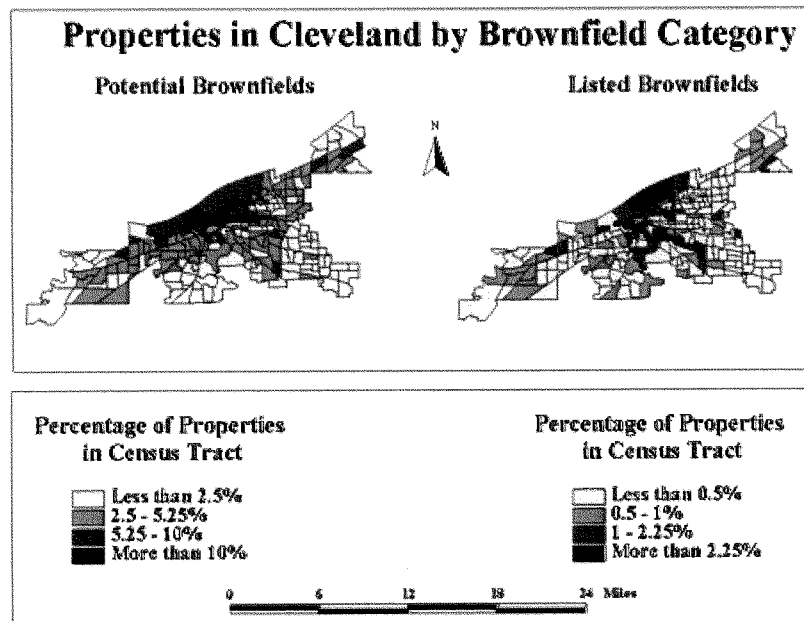 Properties in Cleveland by Brownfield Category
Potential Brownfields
Listed Brownfields
N
Percentage of Properties
in Census Tract
Less than 2.5%
2.5 - 5.25%
5.25 - 10%
More than 10%
Percentage of Properties
in Census Tract
Less than 0.5%
0.5 - 1%
1 - 2.25%
More than 2.25%
0 6 12 18 24 Miles